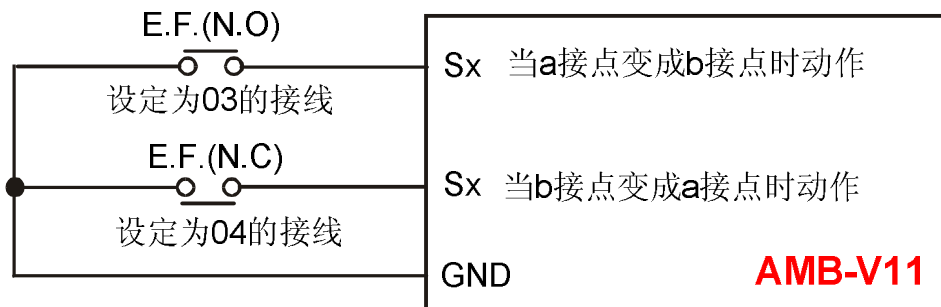 E.F.(N.O)
Sx 当a接点变成b接点时动作
设定为03的接线
E.F.(N.C)
Sx 当b接点变成a接点时动作
设定为04的接线
GND
AMB-V11